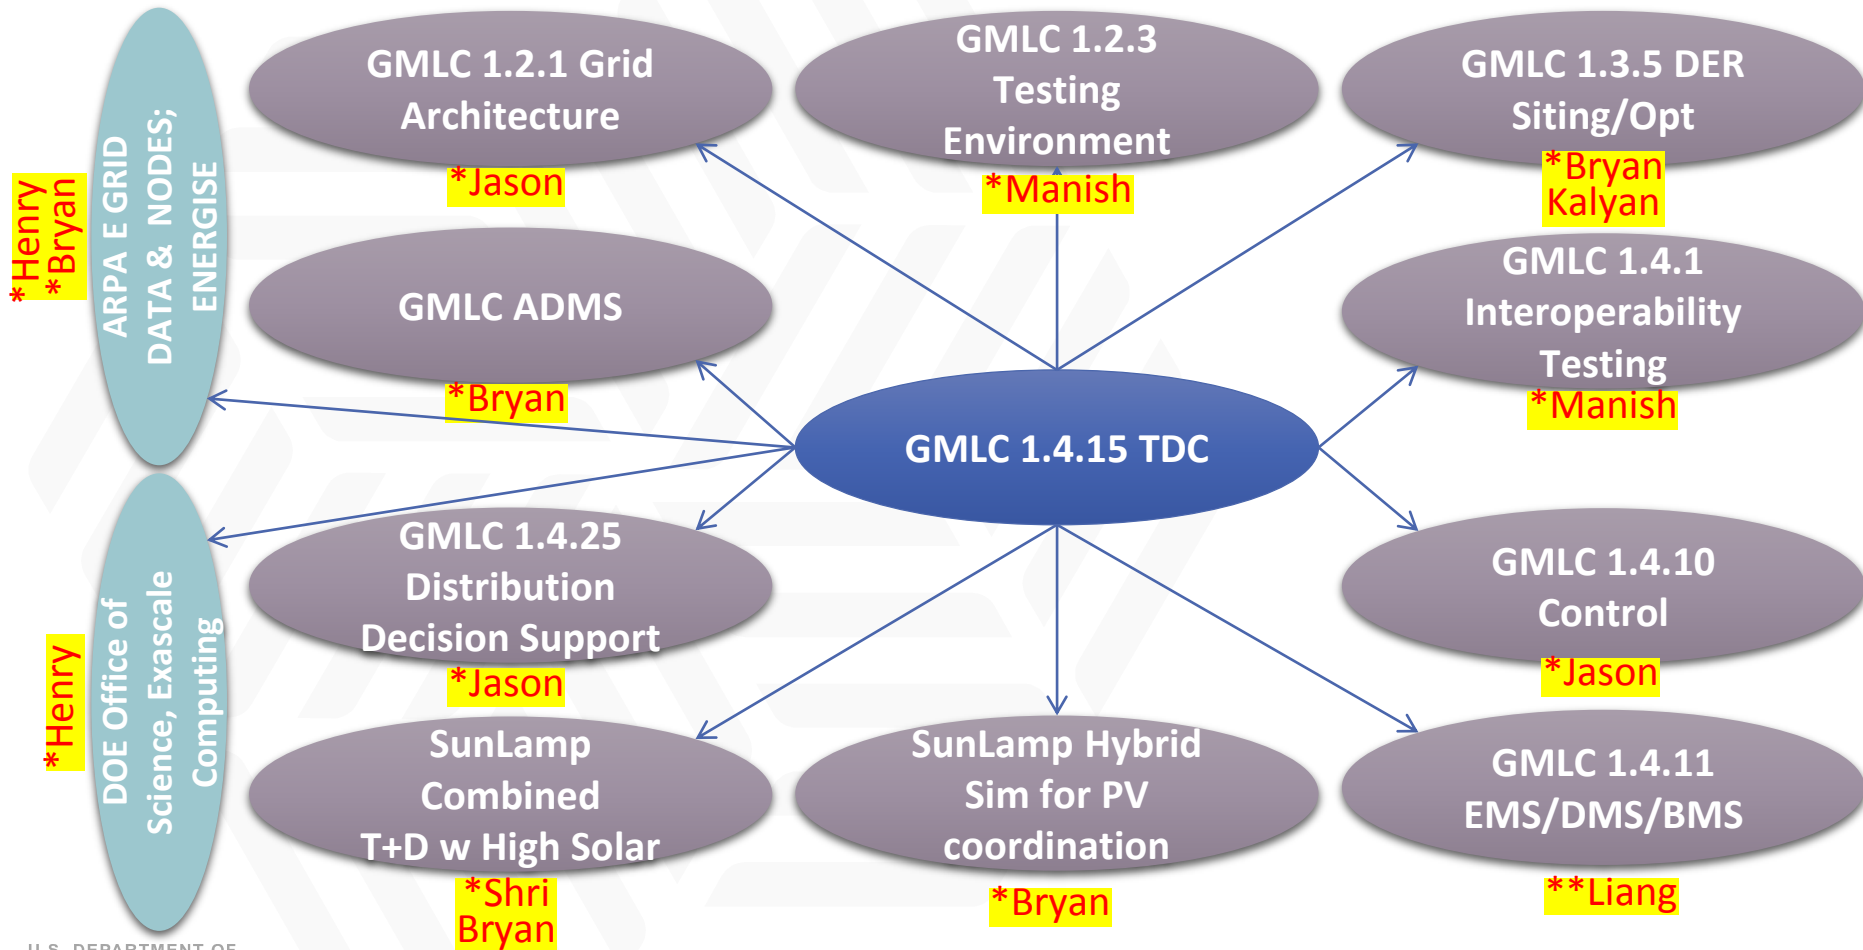 ARPA E GRID
DATA & NODES;
ENERGISE
*Henry
*Bryan
GMLC 1.2.1 Grid
Architecture
*Jason
GMLC 1.2.3
Testing
Environment
*Manish
GMLC 1.3.5 DER
Siting/Opt
*Bryan
Kalyan
GMLC ADMS
*Bryan
GMLC 1.4.1
Interoperability
Testing
*Manish
GMLC 1.4.15 TDC
DOE Office of
Science, Exascale
Computing
*Henry
GMLC 1.4.25
Distribution
Decision Support
*Jason
GMLC 1.4.10
Control
*Jason
SunLamp
Combined
T+D w High Solar
*Shri
Bryan
SunLamp Hybrid
Sim for PV
coordination
*Bryan
GMLC 1.4.11
EMS/DMS/BMS
**Liang
U.S. DEPARTMENT OF